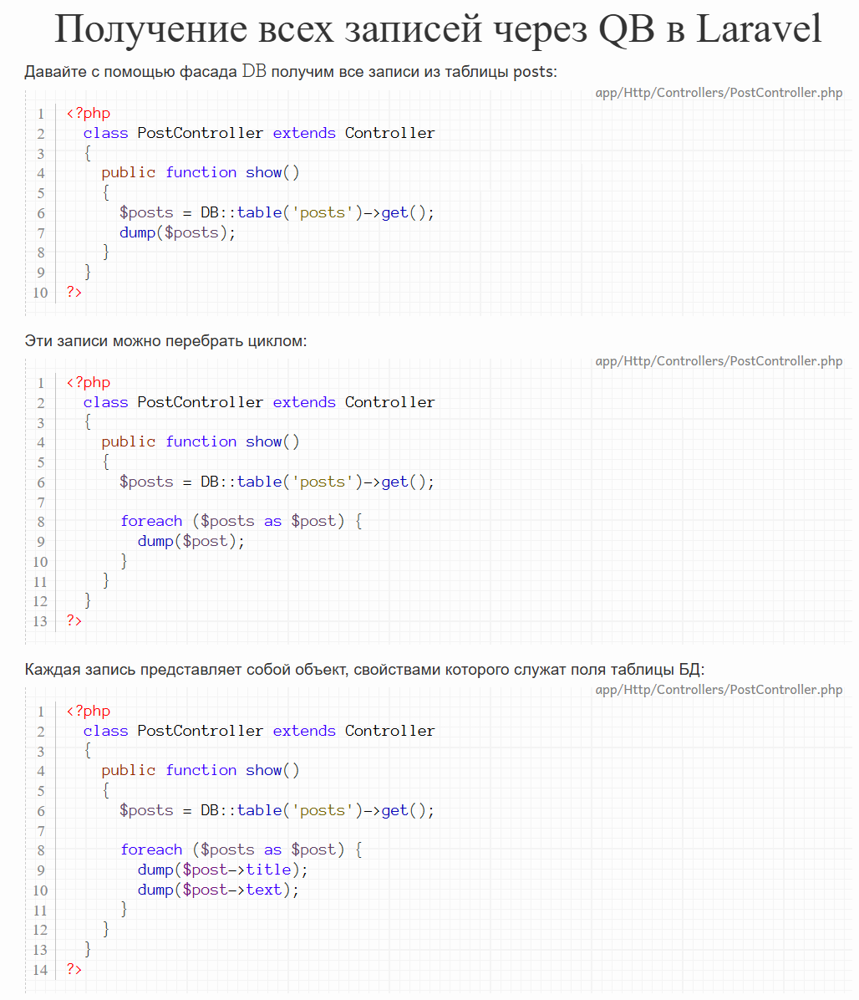 Получение всех записей через QB в Laravel
Давайте с помощью фасада DB получим все записи из таблицы posts:
app/Http/Controllers/PostController.php
1 <?php
2 class PostController extends Controller
3 {
4 public function show()
5 {
6 $posts = DB::table('posts')->get();
7 dump($posts);
8 }
9 }
10 ?>
Эти записи можно перебрать циклом:
app/Http/Controllers/PostController.php
1 <?php
2 class PostController extends Controller
3 {
4 public function show()
5 {
6 $posts = DB::table('posts')->get();
7
8 foreach ($posts as $post) {
9 dump($post);
10 }
11 }
12 }
13 ?>
Каждая запись представляет собой объект, свойствами которого служат поля таблицы БД:
app/Http/Controllers/PostController.php
1 <?php
2 class PostController extends Controller
3 {
4 public function show()
5 {
6 $posts = DB::table('posts')->get();
7
8 foreach ($posts as $post) {
9 dump($post->title);
10 dump($post->text);
11 }
12 }
13 }
14 ?>